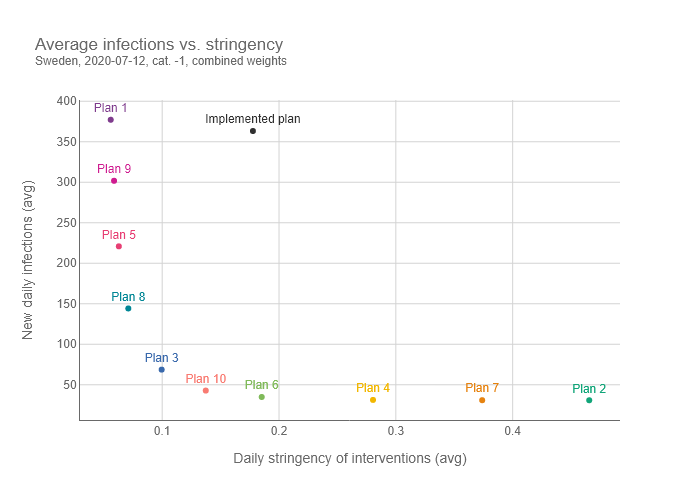 Average infections vs. stringency
Sweden, 2020-07-12, cat. -1, combined weights
New daily infections (avg)
400
350
300
250
200
150
100
50
Plan 1
Implemented plan
Plan 9
Plan 5
Plan 8
Plan 3
Plan 10
Plan 6
Plan 4
Plan 7
Plan 2
0.1
0.2
0.3
0.4
Daily stringency of interventions (avg)